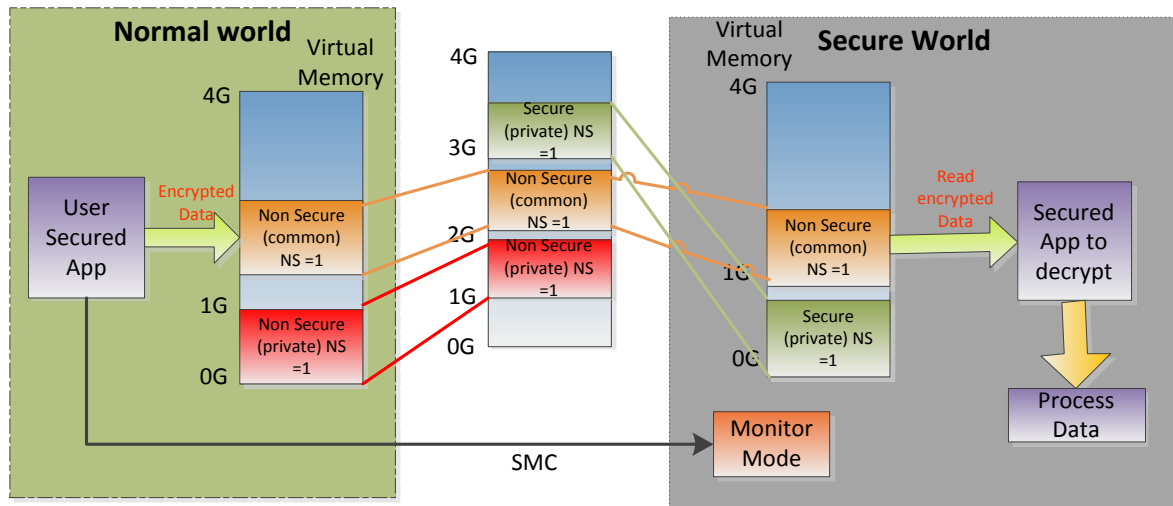 Normal world
Virtual
Memory
4G
User
Secured
App
Encrypted
Data
Non Secure
(common)
NS =1
1G
Non Secure
(private) NS
=1
0G
4G
Secure
(private) NS
=1
3G
Non Secure
(common)
NS =1
2G
Non Secure
(private) NS
=1
1G
0G
SMC
Secure World
Virtual
Memory
4G
Non Secure
(common)
NS =1
1G
Secure
(private) NS
=1
0G
Read
encrypted
Data
Secured
App to
decrypt
Process
Data
Monitor
Mode